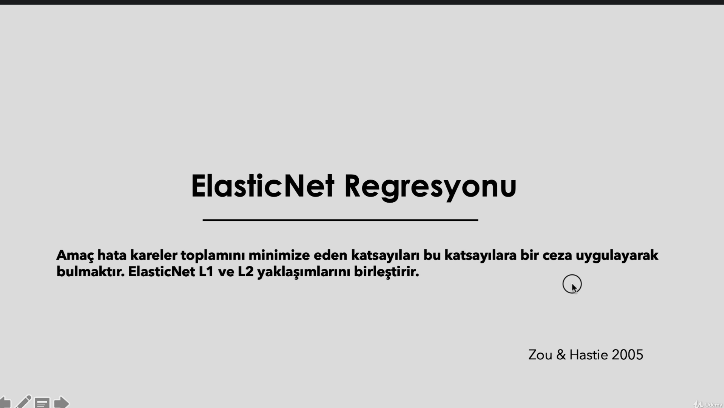 ElasticNet Regresyonu
Amaç hata kareler toplamını minimize eden katsayıları bu katsayılara bir ceza uygulayarak
bulmaktır. ElasticNet L1 ve L2 yaklaşımlarını birleştirir.
Zou & Hastie 2005